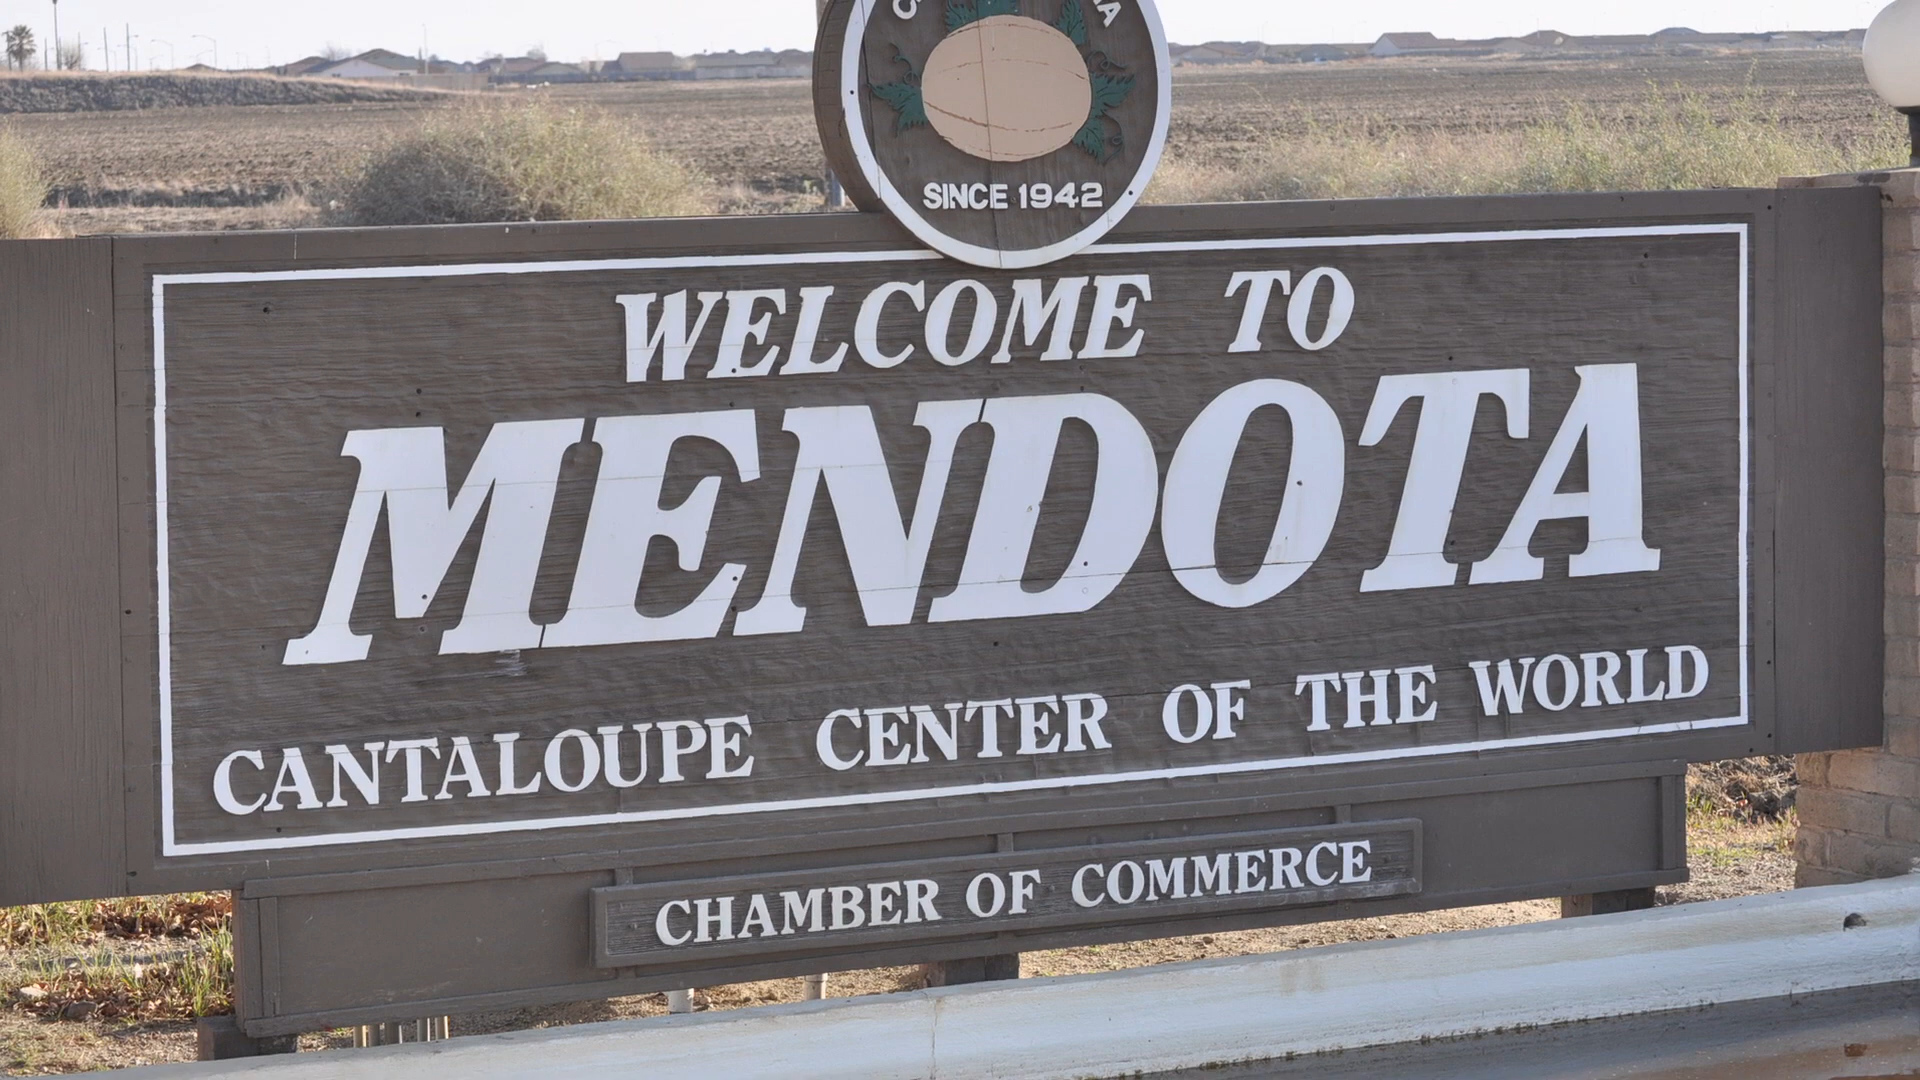 SINCE 1942
WELCOME TO
MENDOTA
CANTALOUPE CENTER OF THE WORLD
CHAMBER OF COMMERCE